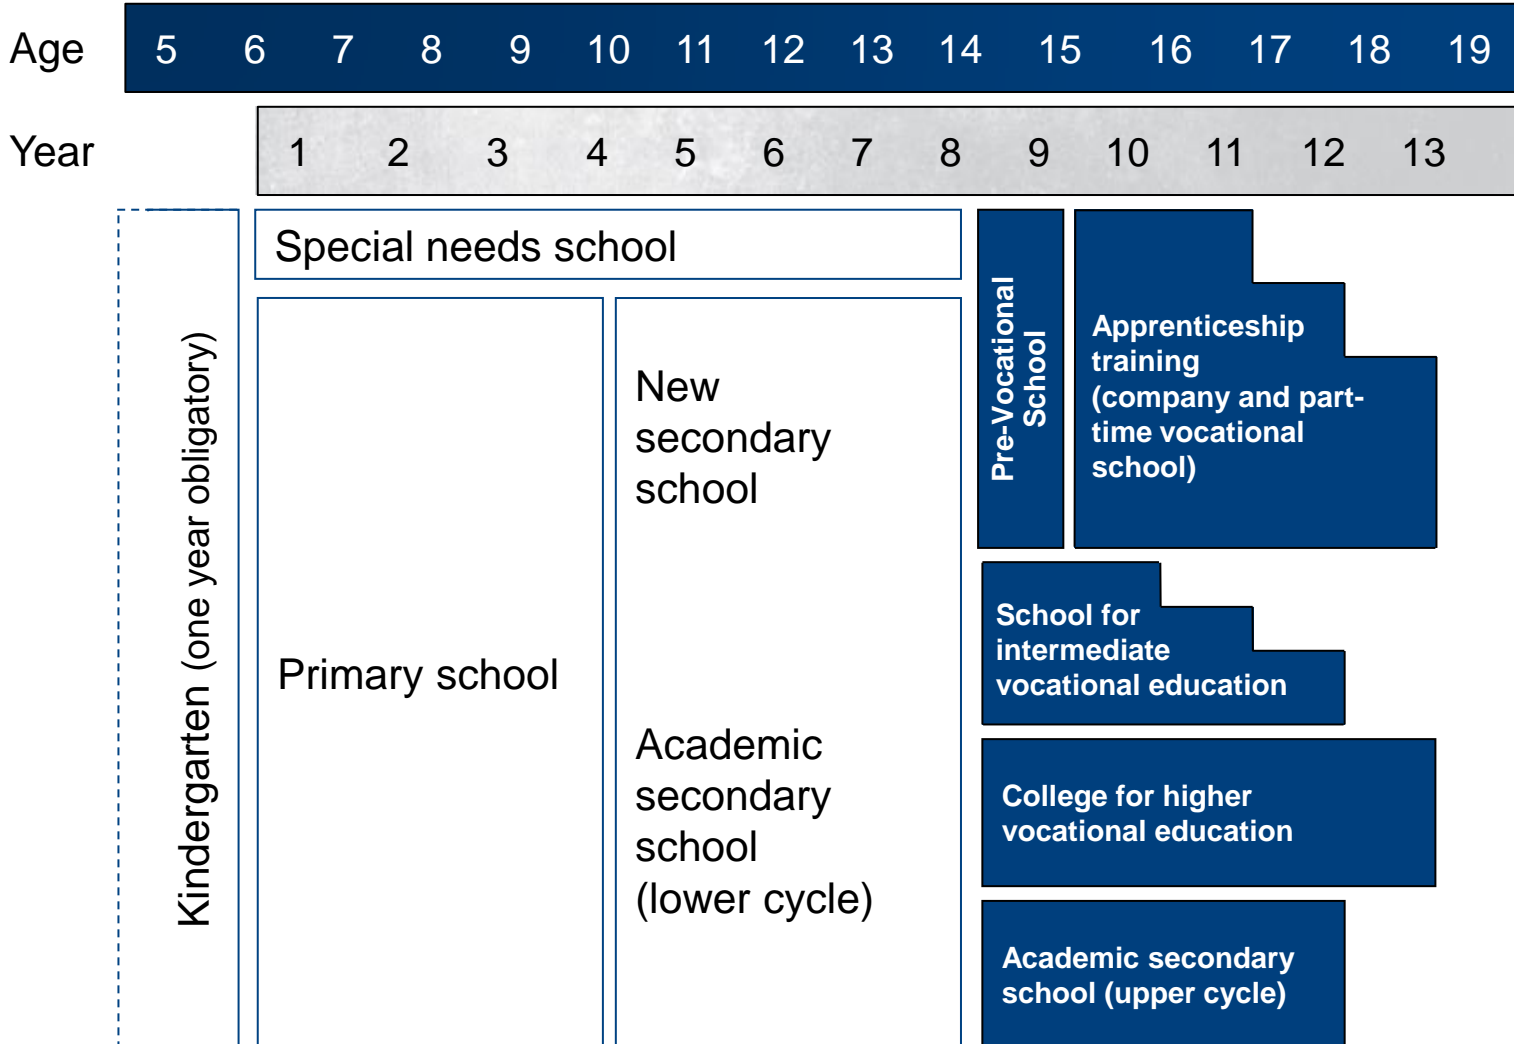 Age 5 6 7 8 9 10 11 12 13 14 15 16 17 18 19
Year 1 2 3 4 5 6 7 8 9 10 11 12 13
Kindergarten (one year obligatory)
Special needs school
Primary school
New
secondary
school
Academic
secondary
school
(lower cycle)
Pre-Vocational
School
Apprenticeship
training
(company and part-
time vocational
school)
School for
intermediate
vocational education
College for higher
vocational education
Academic secondary
school (upper cycle)